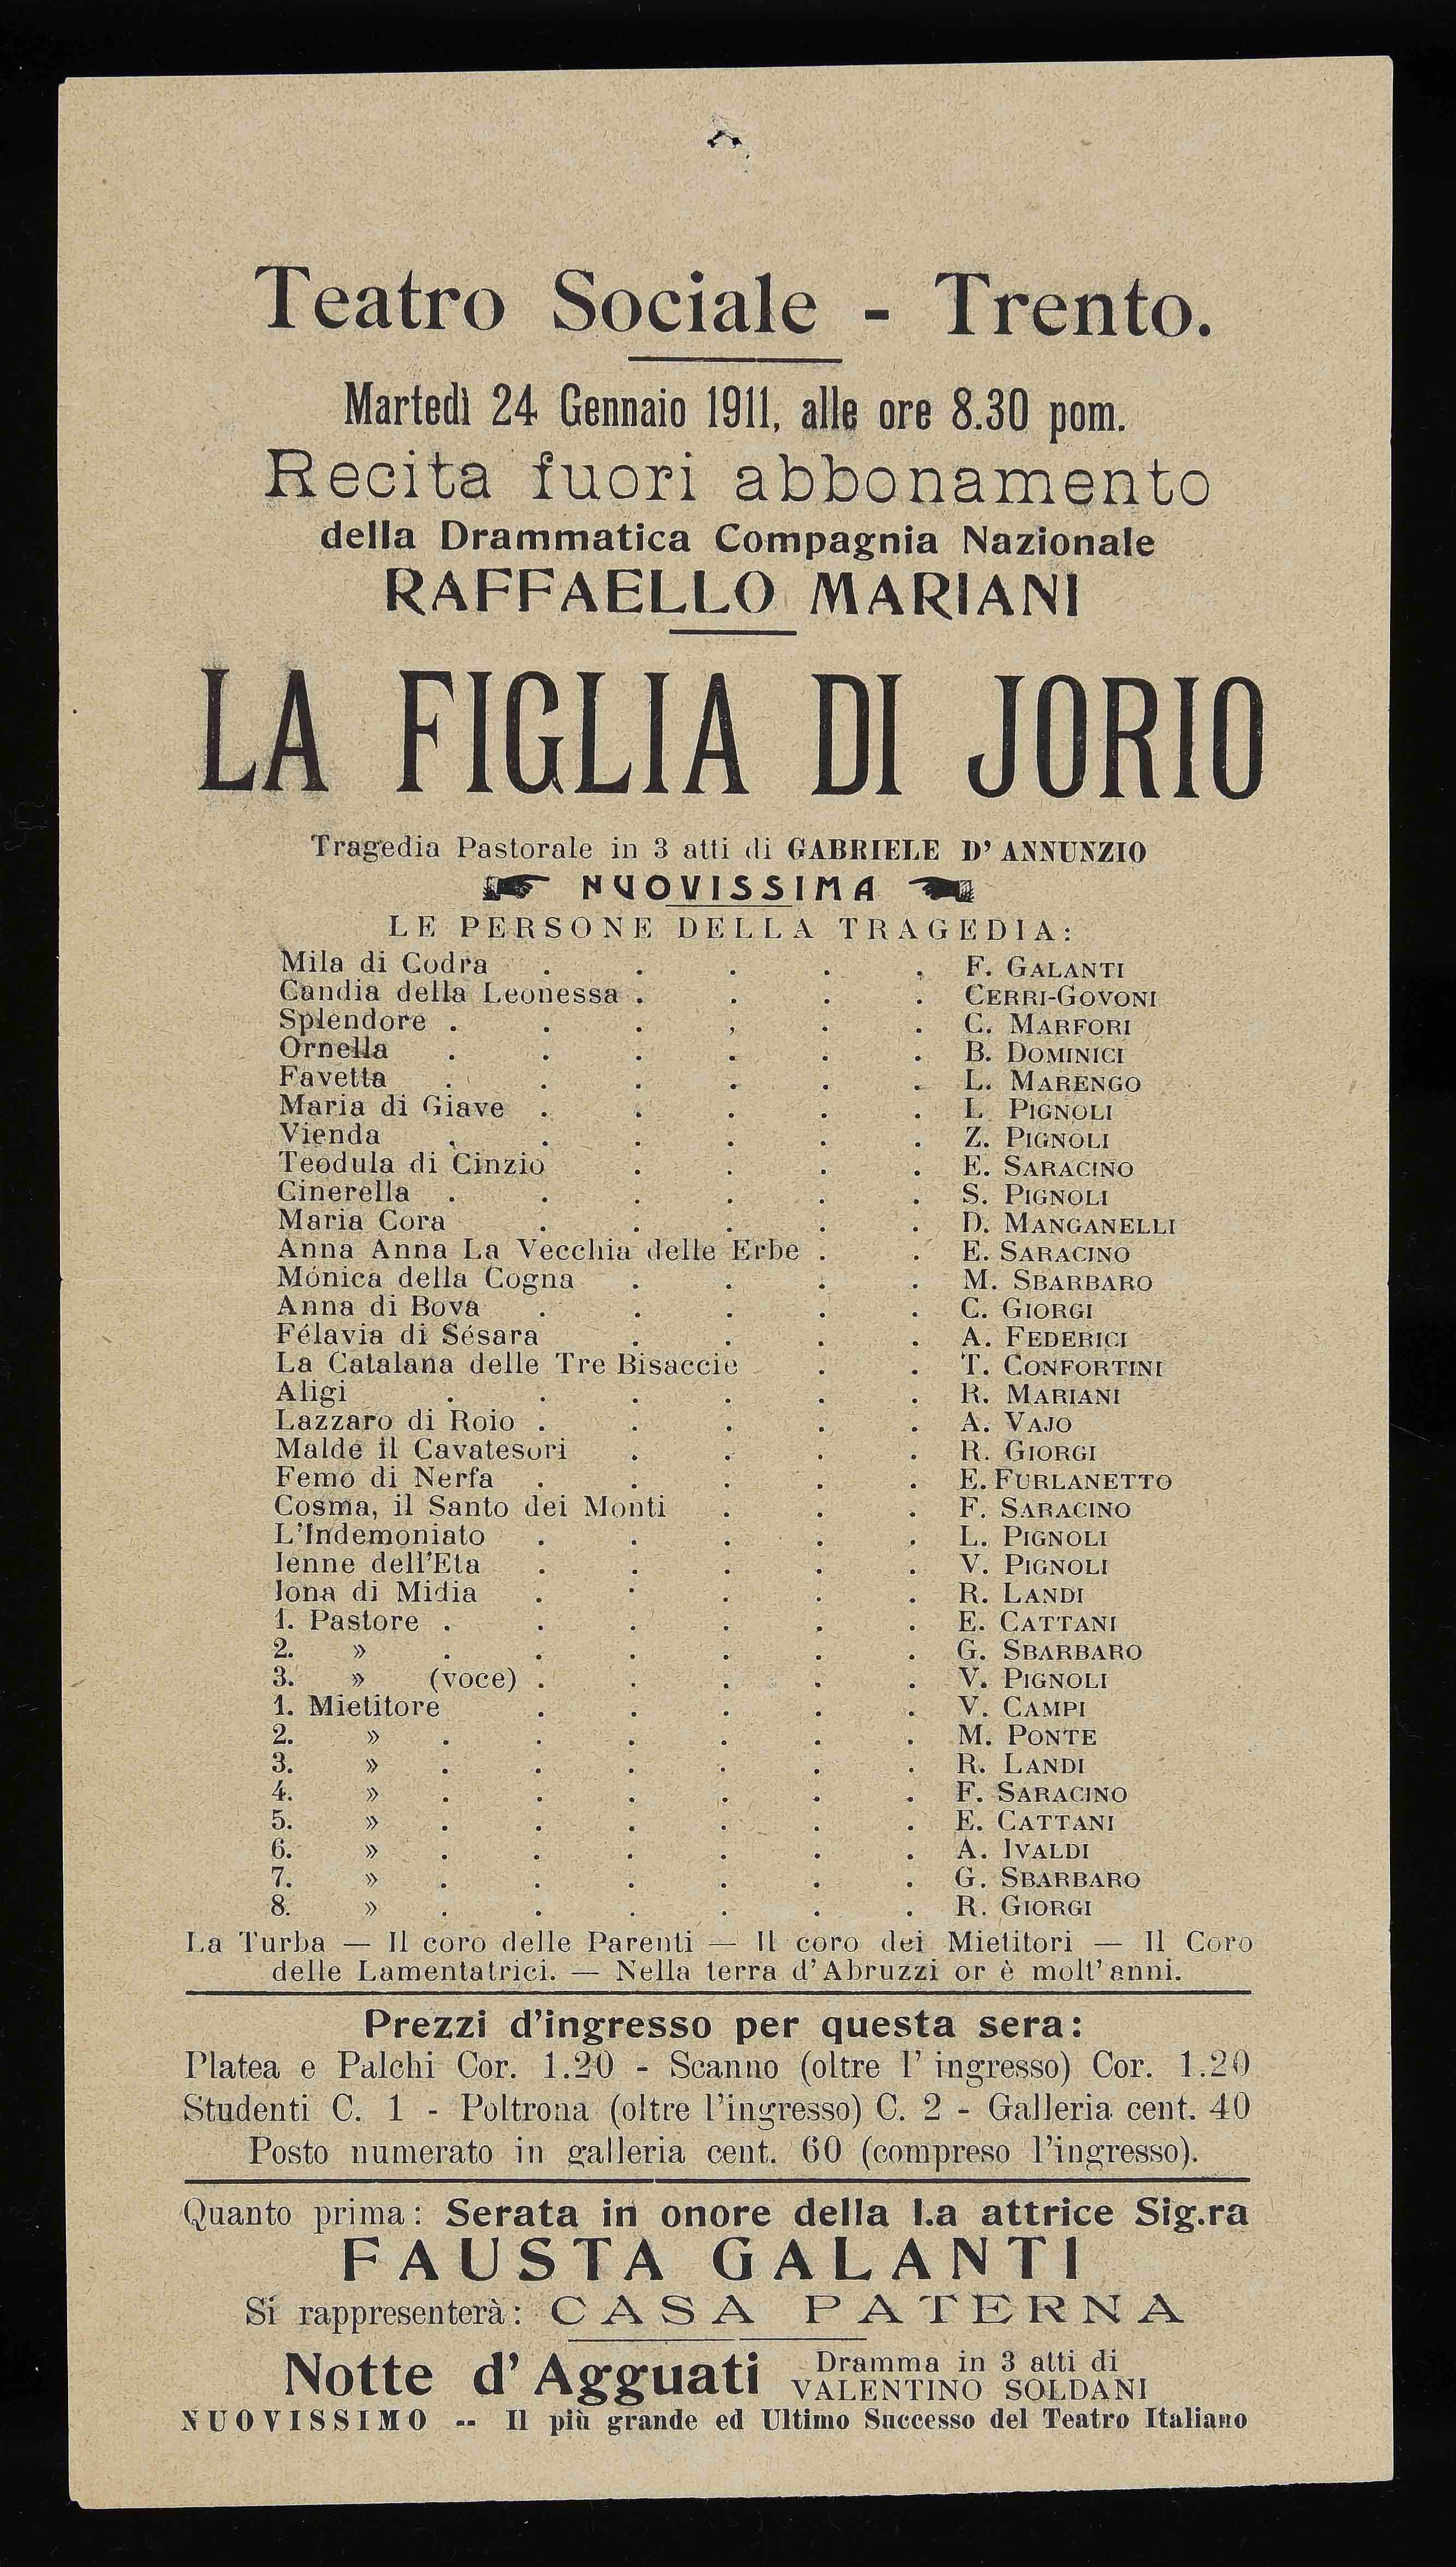 Teatro Sociale - Trento.
Martedì 24 Gennaio 1911, alle ore 8.30 pom.
Recita fuori abbonamento
della Drammatica Compagnia Nazionale
RAFFAELLO MARIANI
LA FIGLIA DI JORIO
Tragedia Pastorale in 3 atti di GABRIELE D' ANNUNZIO
NUOVISSIMA
LE PERSONE DELLA TRAGEDIA:
Mila di Codra . . . . . F. GALANTI
Candia della Leonessa . . . . CERRI-GOVONI
Splendore . . . , . . C. MARFORI
Ornella . . . . . . B. DOMINICI
Favetta . . . . . . L. MARENGO
Maria di Giave . . . . . L PIGNOLI
Vienda . . . . . . Z. PIGNOLI
Teodula di Cinzio . . . . E. SARACINO
Cinerella . . . . . . S. PIGNOLI
Maria Cora . . . . . D. MANGANELLI
Anna Anna La Vecchia delle Erbe . . E. SARACINO
Mónica della Cogna . . . . M. SBARBARO
Anna di Bova . . . . . C. GIORGI
Félavia di Sésara . . . . A. FEDERICI
La Catalana delle Tre Bisaccie . . T. CONFORTINI
Aligi . . . . . . R. MARIANI
Lazzaro di Roio . . . . . A. VAJO
Malde il Cavatesori . . . . R. GIORGI
Femo di Nerfa . . . . . E. FURLANETTO
Cosma, il Santo dei Monti . . . F. SARACINO
L'Indemoniato . . . . . L. PIGNOLI
Ienne dell'Eta . . . . . V. PIGNOLI
Iona di Midia . . . . . R. LANDI
1. Pastore . . . . . . E. CATTANI
2. » . . . . . . G. SBARBARO
3. » (voce) . . . . . V. PIGNOLI
1. Mietitore . . . . . V. CAMPI
2. » . . . . . . M. PONTE
3. » . . . . . . R. LANDI
4. » . . . . . . F. SARACINO
5. » . . . . . . E. CATTANI
6. » . . . . . . A. IVALDI
7. » . . . . . . G. SBARBARO
8. » . . . . . . R. GIORGI
La Turba — Il coro delle Parenti — Il coro dei Mietitori — Il Coro
delle Lamentatrici. — Nella terra d'Abruzzi or è molt'anni.
Prezzi d'ingresso per questa sera:
Platea e Palchi Cor. 1.20 - Scanno (oltre l' ingresso) Cor. 1.20
Studenti C. 1 - Poltrona (oltre l'ingresso) C. 2 - Galleria cent. 40
Posto numerato in galleria cent. 60 (compreso l'ingresso).
Quanto prima: Serata in onore della I.a attrice Sig.ra
FAUSTA GALANTI
Si rappresenterà: CASA PATERNA
Notte d' Agguati Dramma in 3 atti di
VALENTINO SOLDANI
NUOVISSIMO -- Il più grande ed Ultimo Successo del Teatro Italiano